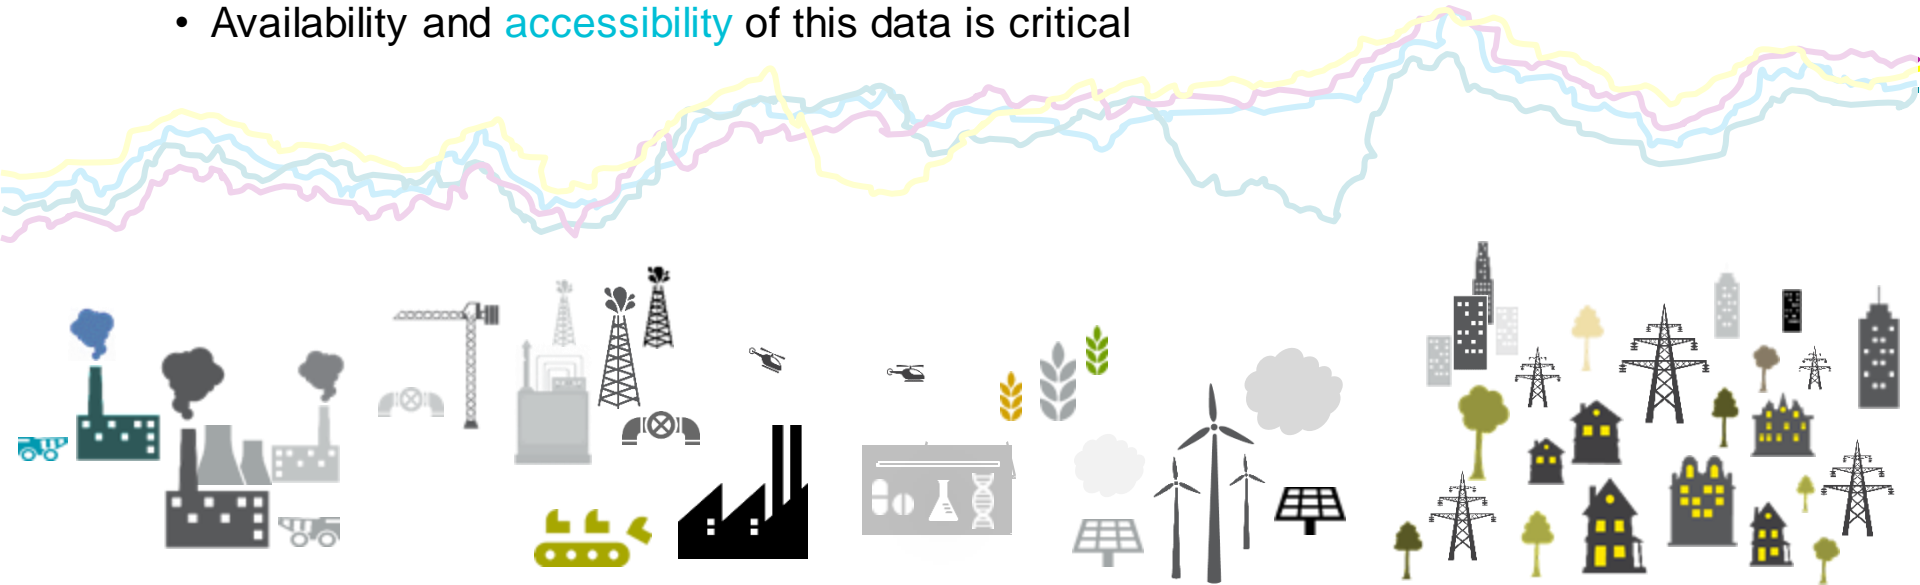 • Availability and accessibility of this data is critical